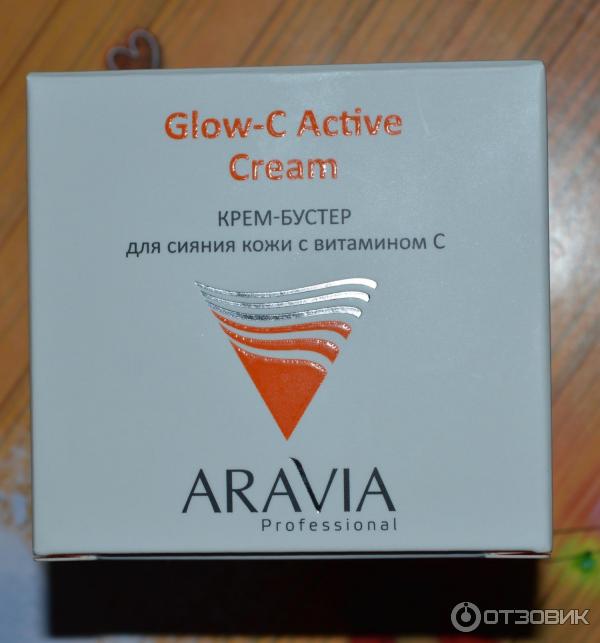 Glow-C Active
Cream
КРЕМ-БУСТЕР
для сияния кожи с витамином С
ARAVIA
Professional
ОТЗОВИК